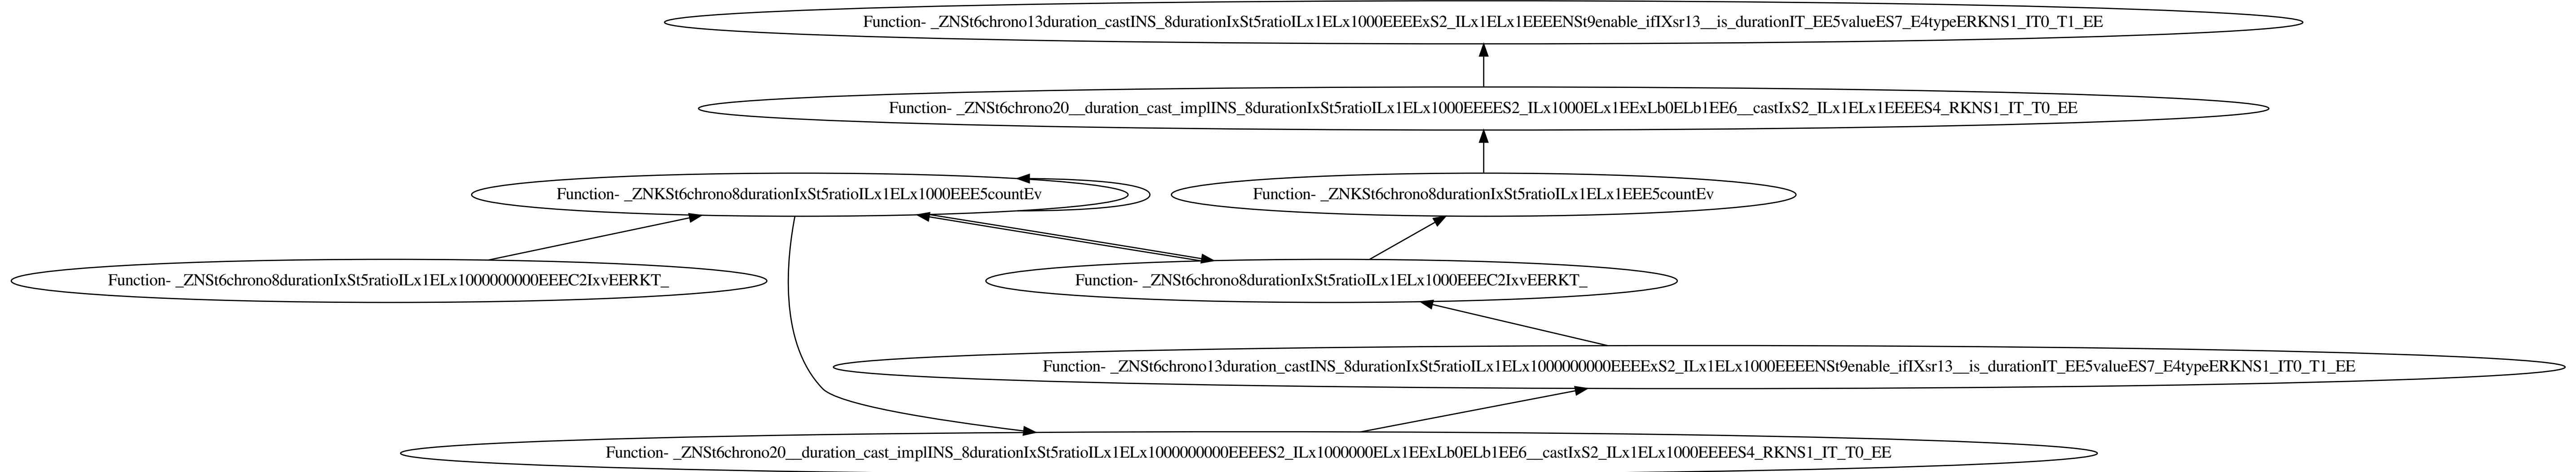 Function- _ZNSt6chrono13duration_castINS_8durationIxSt5ratioILx1ELx1000EEEExS2_ILx1ELx1EEEENSt9enable_ifIXsr13__is_durationIT_EE5valueES7_E4typeERKNS1_IT0_T1_EE
Function- _ZNSt6chrono20__duration_cast_implINS_8durationIxSt5ratioILx1ELx1000EEEES2_ILx1000ELx1EExLb0ELb1EE6__castIxS2_ILx1ELx1EEEES4_RKNS1_IT_T0_EE
Function- _ZNKSt6chrono8durationIxSt5ratioILx1ELx1000EEE5countEv
Function- _ZNKSt6chrono8durationIxSt5ratioILx1ELx1EEE5countEv
Function- _ZNSt6chrono8durationIxSt5ratioILx1ELx1000000000EEEC2IxvEERKT_
Function- _ZNSt6chrono8durationIxSt5ratioILx1ELx1000EEEC2IxvEERKT_
Function- _ZNSt6chrono13duration_castINS_8durationIxSt5ratioILx1ELx1000000000EEEExS2_ILx1ELx1000EEEENSt9enable_ifIXsr13__is_durationIT_EE5valueES7_E4typeERKNS1_IT0_T1_EE
Function- _ZNSt6chrono20__duration_cast_implINS_8durationIxSt5ratioILx1ELx1000000000EEEES2_ILx1000000ELx1EExLb0ELb1EE6__castIxS2_ILx1ELx1000EEEES4_RKNS1_IT_T0_EE